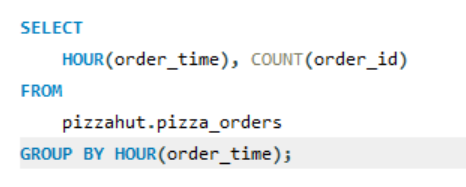 SELECT
HOUR(order_time), COUNT(order_id)
FROM
pizzahut.pizza_orders
GROUP BY HOUR(order_time);